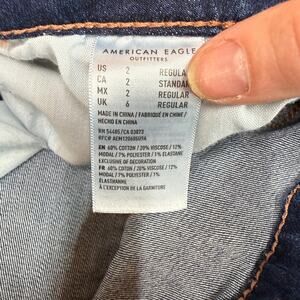 AMERICAN EAGLE
OUTFITTERS
US 2 REGULA
CA 2 STANDAR
MX 2 REGULAR
UK 6 REGULAR
MADE IN CHINA / FABRIQUÉ EN CHINE /
HECHO EN CHINA
RN 54485/CA 03873
EN 60% COTTON / 20% VISCOSE / 12%
MODAL / 7% POLYESTER / 1% ELASTANE
EXCLUSIVE OF DECORATION
FR 60% COTON / 20% VISCOSE / 12%
MODAL / 7% POLYESTER / 1%
ÉLASTHANNE
À L'EXCEPTION DE LA GARNITURE